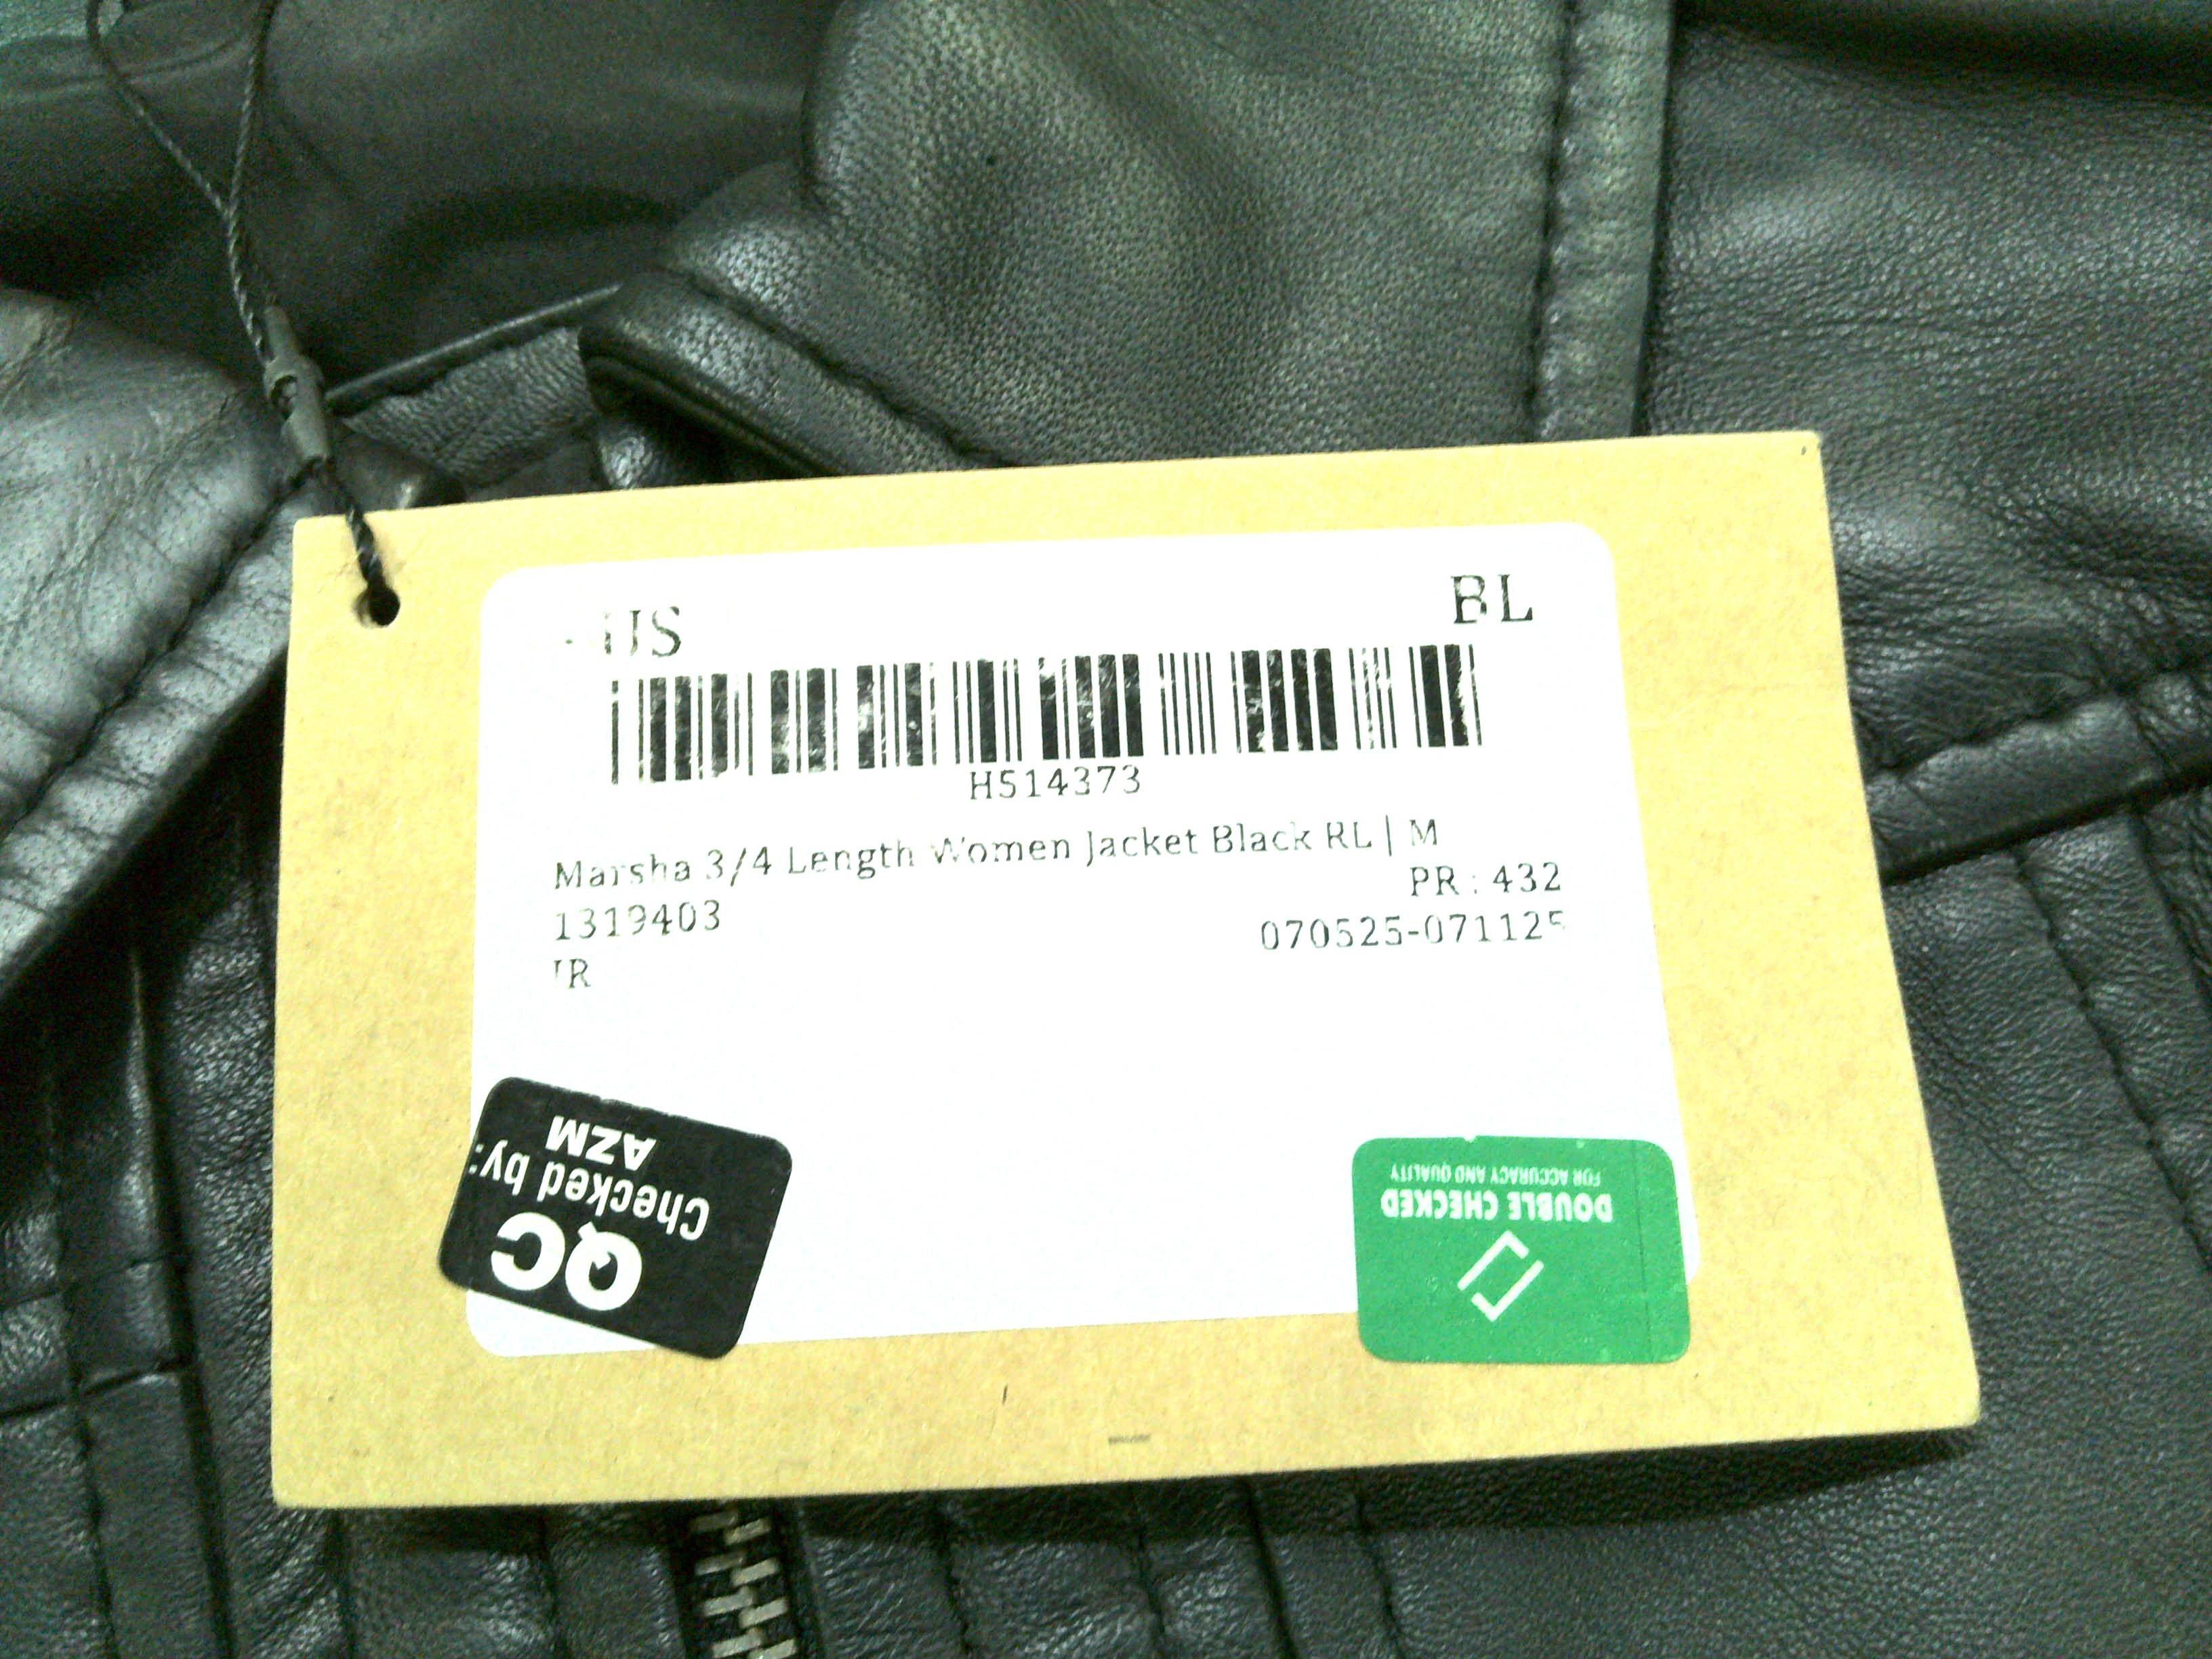 - US
BL
H514373
Marsha 3/4 Length Women Jacket Black RL | M
PR : 432
1319403
070525-071125
QC
Checked by:
AZM
DOUBLE CHECKED
FOR ACCURACY AND QUALITY